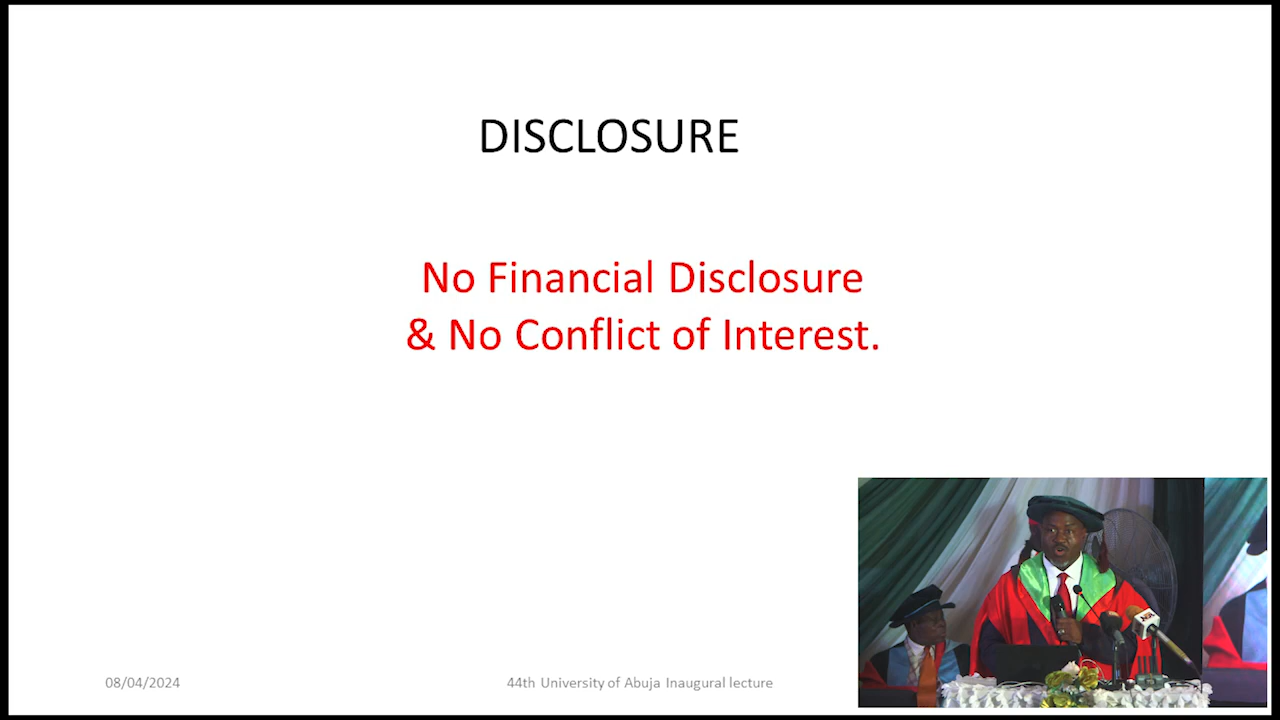 DISCLOSURE
No Financial Disclosure
& No Conflict of Interest.
08/04/2024
44th University of Abuja Inaugural lecture